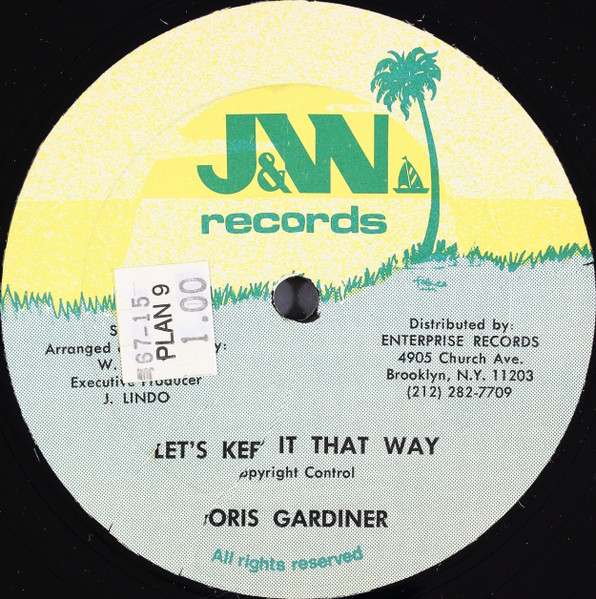 J&W
records
67-15
PLAN 9
1.00
S
Arranged y:
W.
Executive Producer
J. LINDO
Distributed by:
ENTERPRISE RECORDS
4905 Church Ave.
Brooklyn, N.Y. 11203
(212) 282-7709
LET'S KEE IT THAT WAY
opyright Control
ORIS GARDINER
All rights reserved